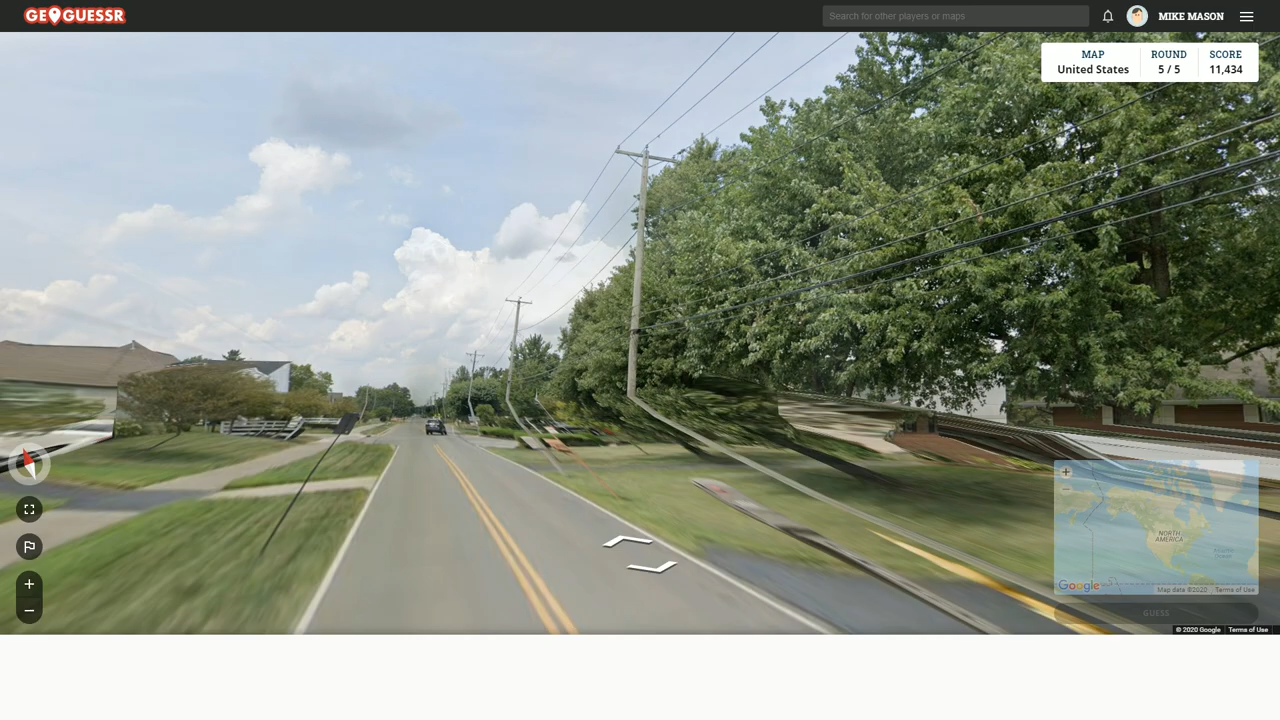 GEOGUESSR
Search for other players or maps
MIKE MASON
MAP
United States
ROUND
5 / 5
SCORE
11,434
NORTH
AMERICA
Google
Map data ©2020
Terms of Use
GUESS
© 2020 Google
Terms of Use